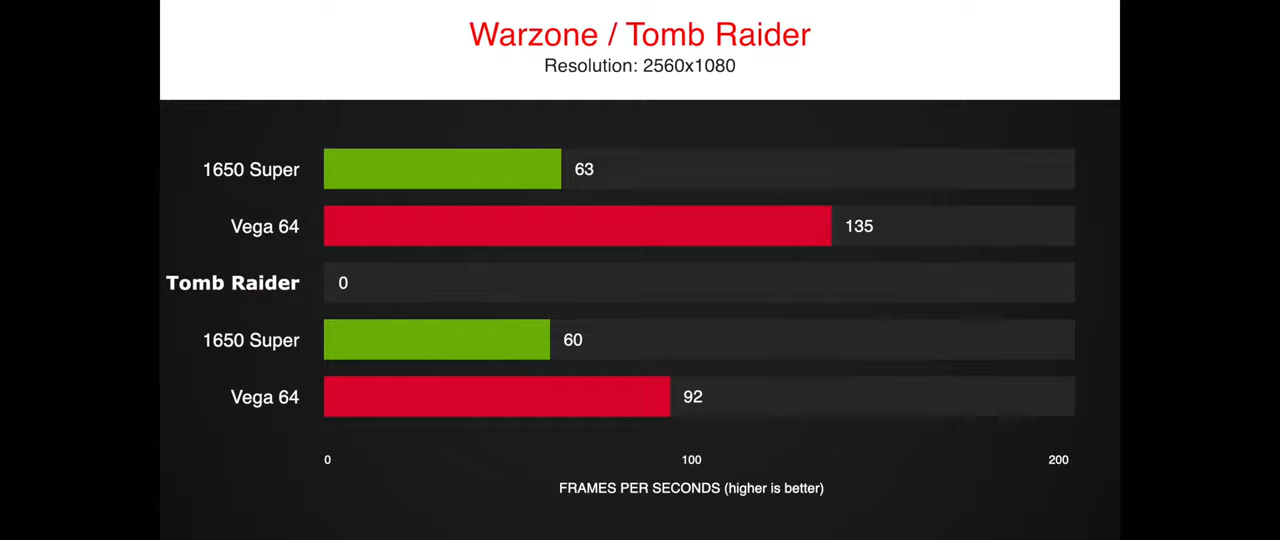 Warzone / Tomb Raider
Resolution: 2560x1080
1650 Super 63
Vega 64 135
Tomb Raider 0
1650 Super 60
Vega 64 92
0 100 200
FRAMES PER SECONDS (higher is better)